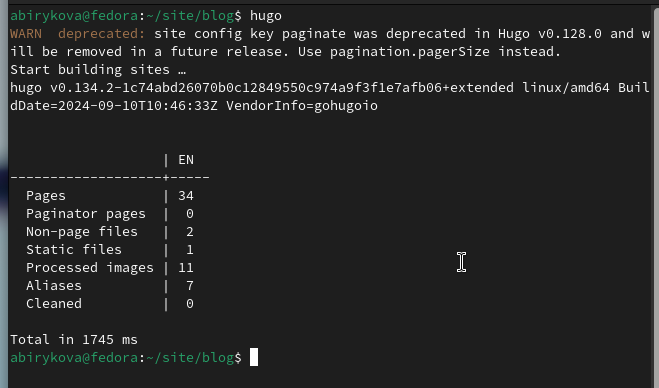 abirykova@fedora:~/site/blog$ hugo
WARN  deprecated: site config key paginate was deprecated in Hugo v0.128.0 and w
ill be removed in a future release. Use pagination.pagerSize instead.
Start building sites …
hugo v0.134.2-1c74abd26070b0c12849550c974a9f3f1e7afb06+extended linux/amd64 Buil
dDate=2024-09-10T10:46:33Z VendorInfo=gohugoio
                   | EN
-------------------+-----
  Pages            | 34
  Paginator pages  |  0
  Non-page files   |  2
  Static files     |  1
  Processed images | 11
  Aliases          |  7
  Cleaned          |  0
Total in 1745 ms
abirykova@fedora:~/site/blog$